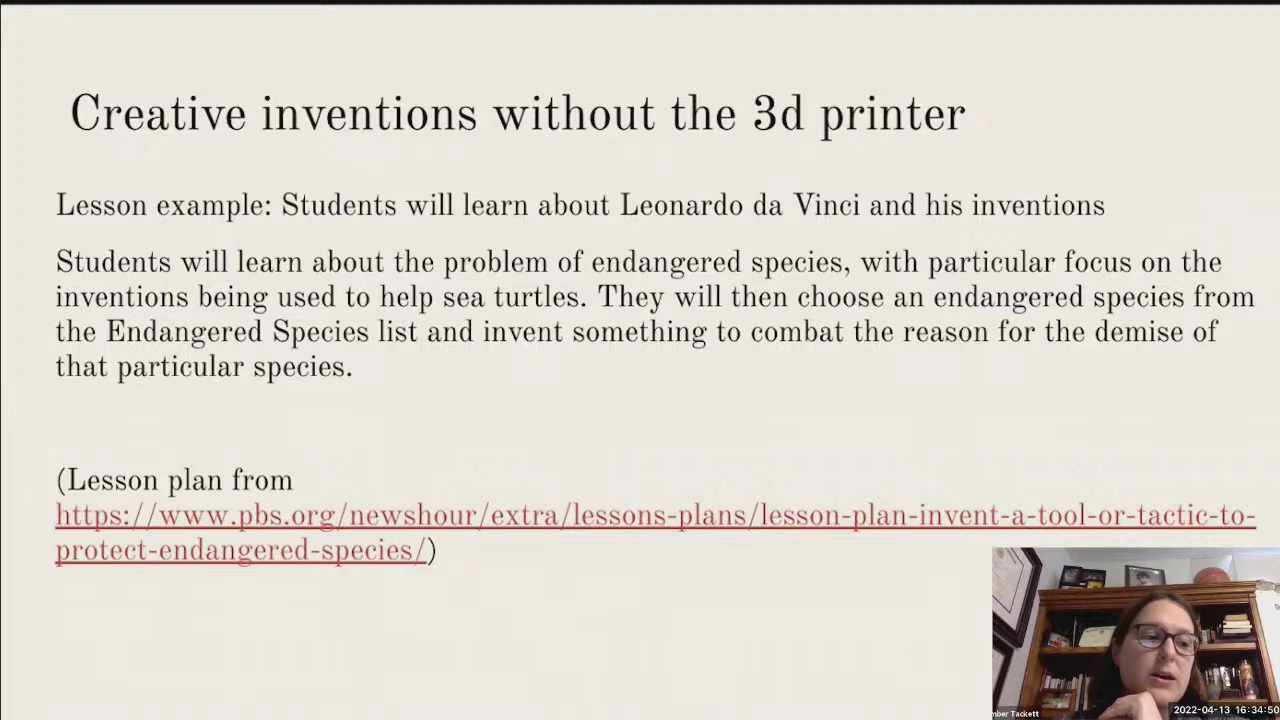 Creative inventions without the 3d printer
Lesson example: Students will learn about Leonardo da Vinci and his inventions
Students will learn about the problem of endangered species, with particular focus on the
inventions being used to help sea turtles. They will then choose an endangered species from
the Endangered Species list and invent something to combat the reason for the demise of
that particular species.
(Lesson plan from
https://www.pbs.org/newshour/extra/lessons-plans/lesson-plan-invent-a-tool-or-tactic-to-
protect-endangered-species/)
mber Tackett
2022-04-13 16:34:50